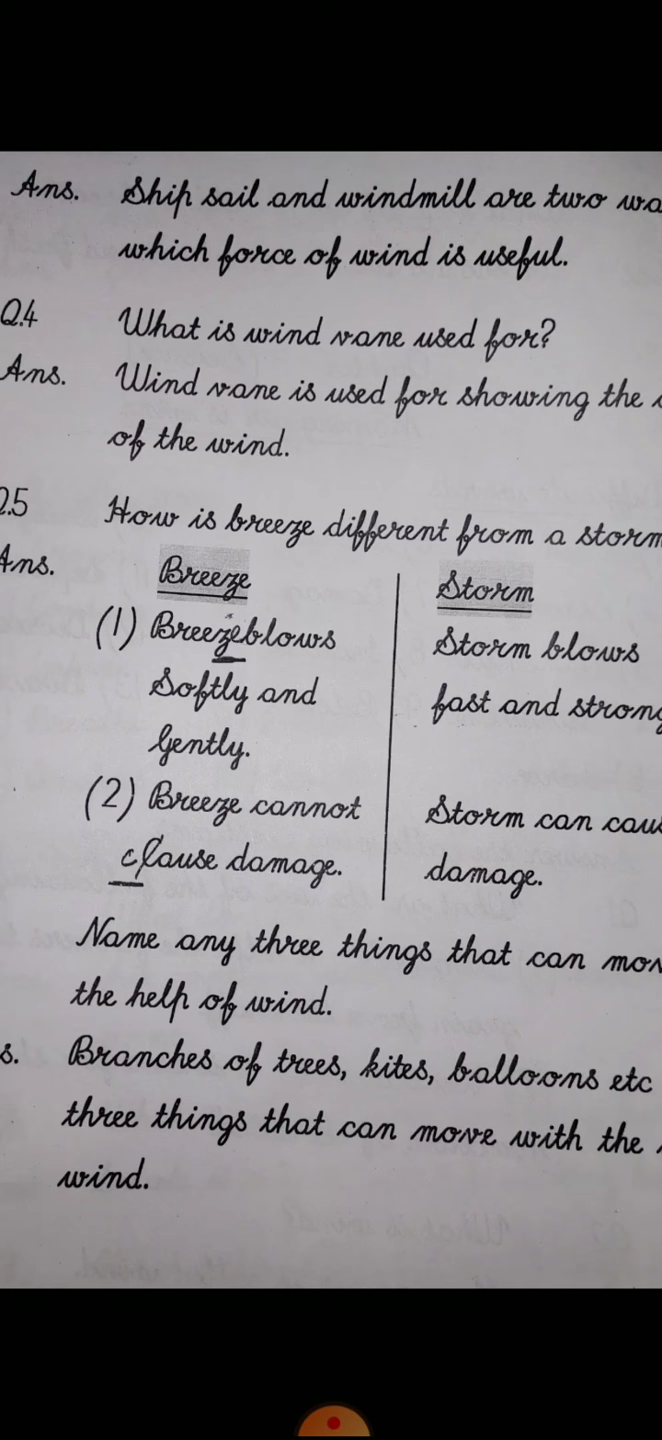 Ans. Ship sail and windmill are two
which force of wind is useful.
Q.4 What is wind vane used for?
Ans. Wind vane is used for showing the
of the wind.
Q.5 How is breeze different from a storm
Ans. Breeze Storm
(1) Breezeblows Storm blows
Softly and fast and strong
Gently.
(2) Breeze cannot Storm can
clause damage. damage.
Name any three things that can
the help of wind.
s. Branches of trees, kites, balloons etc
three things that can move with the
wind.